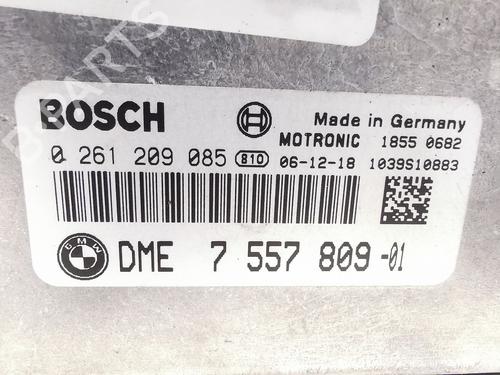 BOSCH
Made in Germany
MOTRONIC 1855 0682
0 261 209 085 810 06-12-18 1039S10883
BMW DME 7 557 809-01